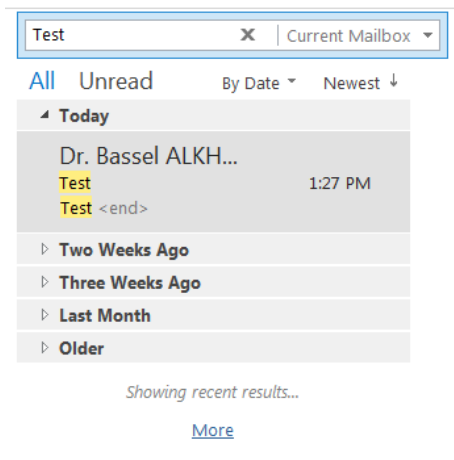 Test Current Mailbox
All Unread By Date Newest
Today
Dr. Bassel ALKH...
Test 1:27 PM
Test <end>
Two Weeks Ago
Three Weeks Ago
Last Month
Older
Showing recent results...
More